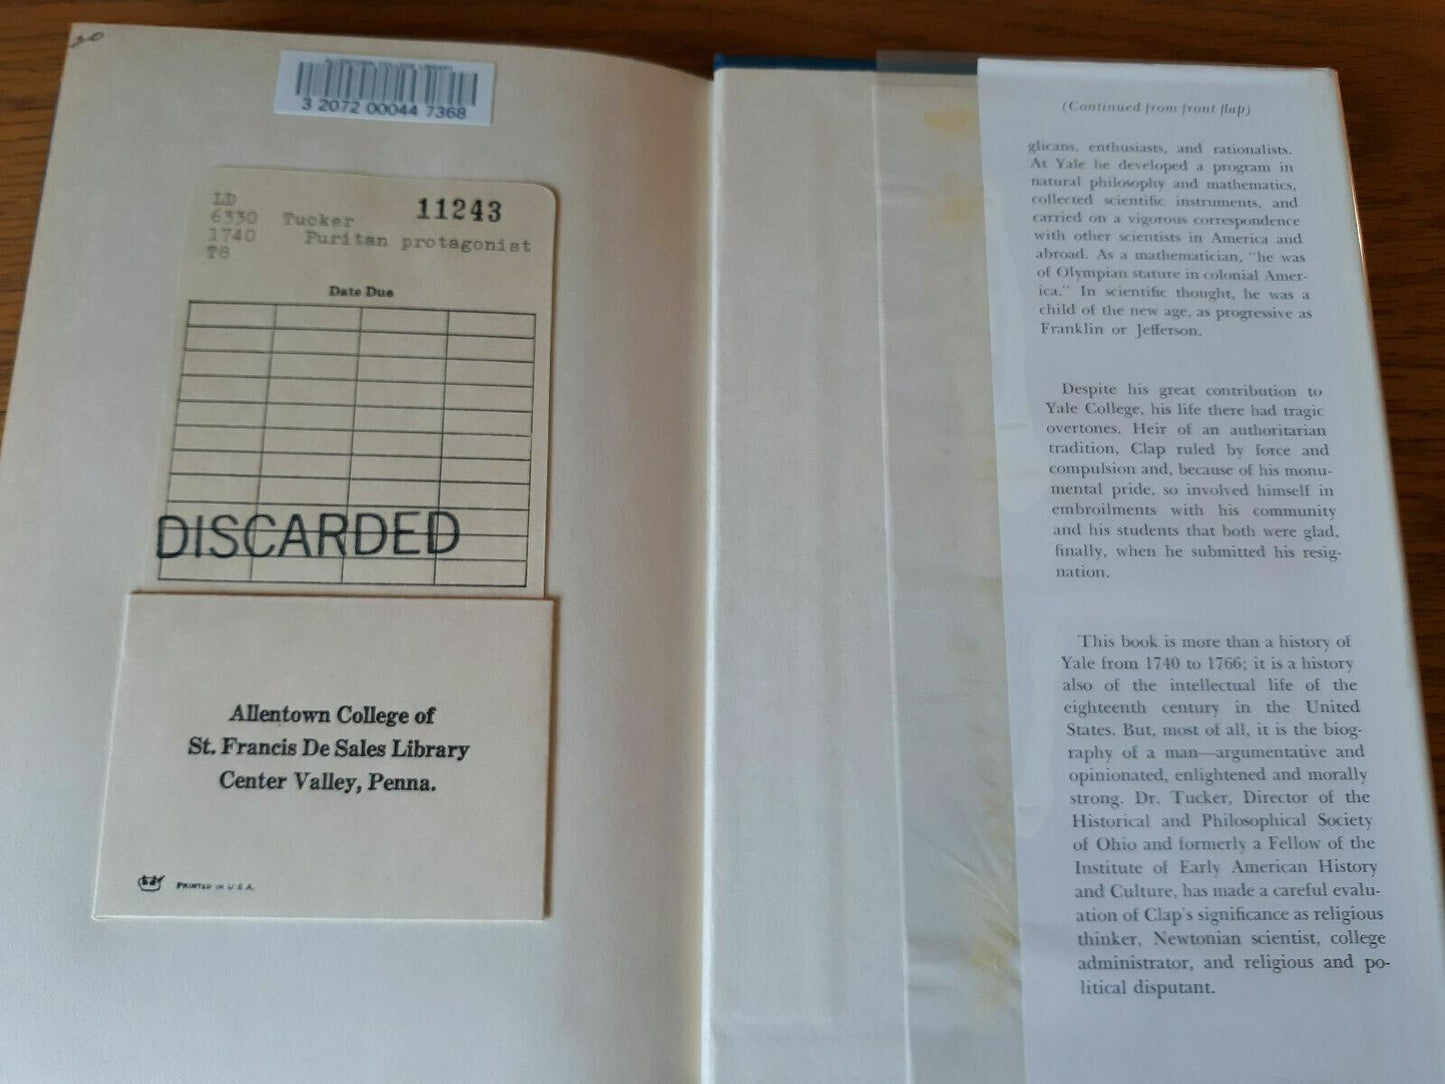 20
ALLENTOWN COLLEGE LIBRARY
3 2072 00044 7368
LD
6330 Tucker 11243
1740 Puritan protagonist
T8
Date Due
DISCARDED
Allentown College of
St. Francis De Sales Library
Center Valley, Penna.
PRINTED IN U.S.A.
(Continued from front flap)
glicans, enthusiasts, and rationalists.
At Yale he developed a program in
natural philosophy and mathematics,
collected scientific instruments, and
carried on a vigorous correspondence
with other scientists in America and
abroad. As a mathematician, "he was
of Olympian stature in colonial Amer-
ica." In scientific thought, he was a
child of the new age, as progressive as
Franklin or Jefferson.
Despite his great contribution to
Yale College, his life there had tragic
overtones. Heir of an authoritarian
tradition, Clap ruled by force and
compulsion and, because of his monu-
mental pride, so involved himself in
embroilments with his community
and his students that both were glad,
finally, when he submitted his resig-
nation.
This book is more than a history of
Yale from 1740 to 1766; it is a history
also of the intellectual life of the
eighteenth century in the United
States. But, most of all, it is the biog-
raphy of a man—argumentative and
opinionated, enlightened and morally
strong. Dr. Tucker, Director of the
Historical and Philosophical Society
of Ohio and formerly a Fellow of the
Institute of Early American History
and Culture, has made a careful evalu-
ation of Clap's significance as religious
thinker, Newtonian scientist, college
administrator, and religious and po-
litical disputant.